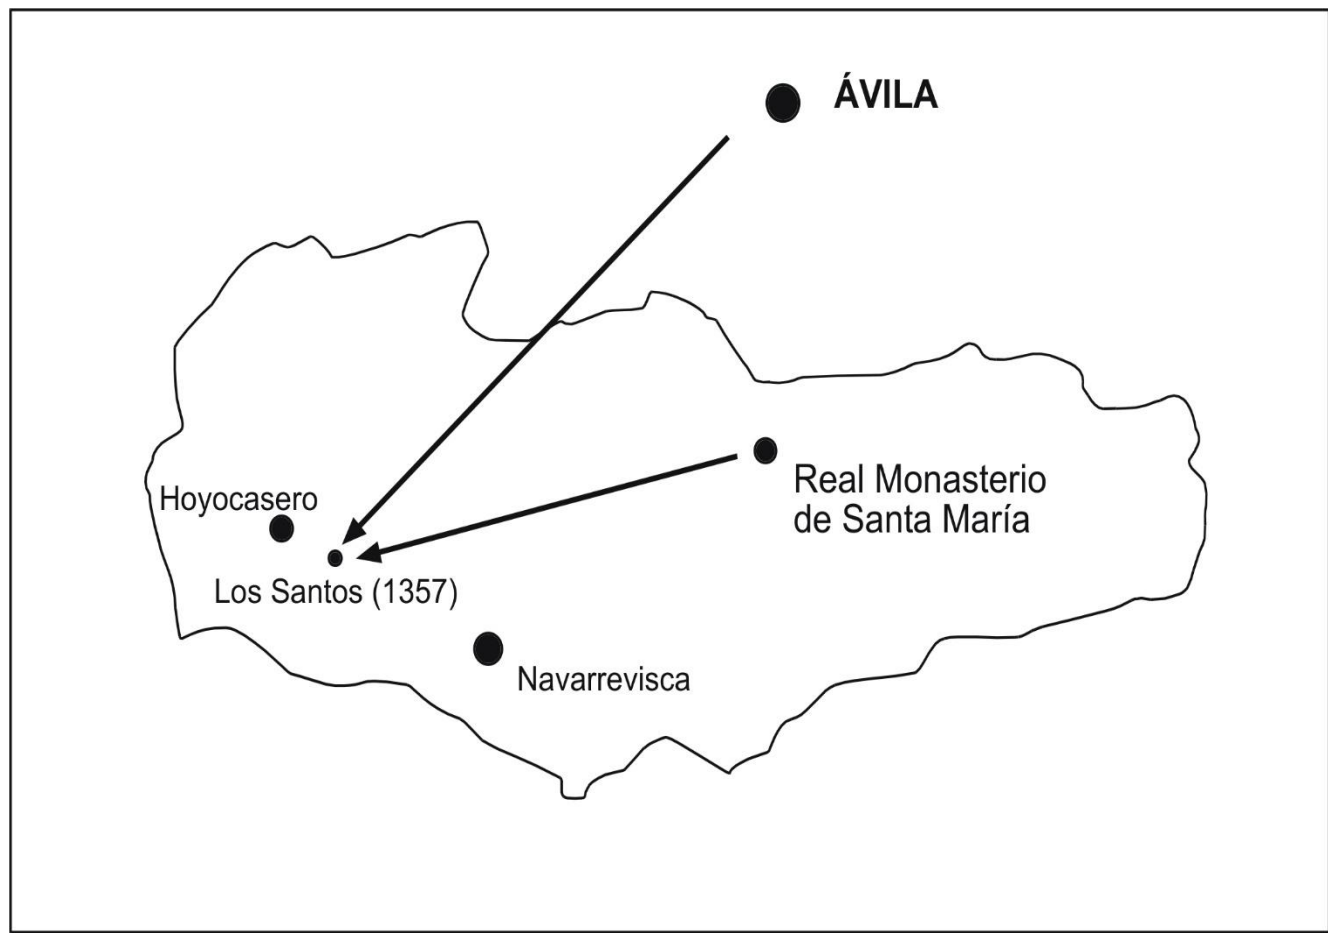 ÁVILA
Real Monasterio
de Santa María
Hoyocasero
Los Santos (1357)
Navarrevisca